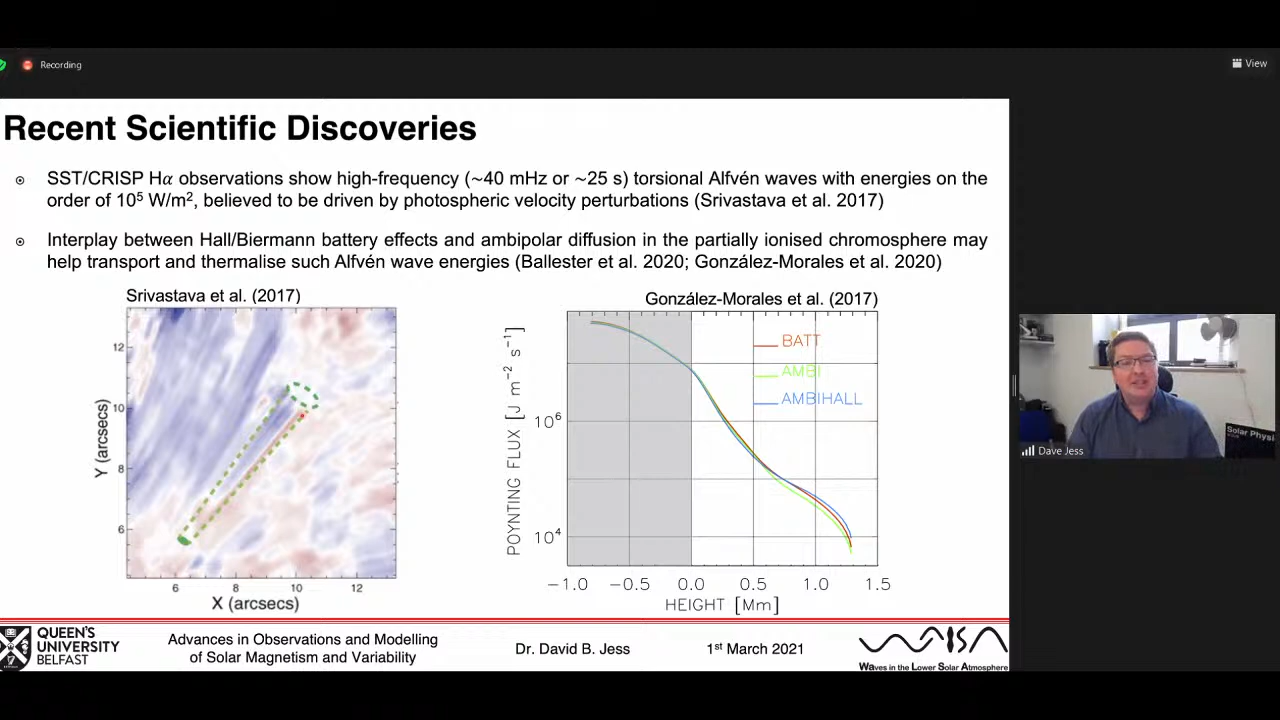 Recording
View
Recent Scientific Discoveries
SST/CRISP Hα observations show high-frequency (~40 mHz or ~25 s) torsional Alfvén waves with energies on the
order of 10⁵ W/m², believed to be driven by photospheric velocity perturbations (Srivastava et al. 2017)
Interplay between Hall/Biermann battery effects and ambipolar diffusion in the partially ionised chromosphere may
help transport and thermalise such Alfvén wave energies (Ballester et al. 2020; González-Morales et al. 2020)
Srivastava et al. (2017)
12
10
8
6
Y (arcsecs)
6 8 10 12
X (arcsecs)
González-Morales et al. (2017)
POYNTING FLUX [J m⁻² s⁻¹]
10⁶
10⁴
BATT
AMBI
AMBIHALL
−1.0 −0.5 0.0 0.5 1.0 1.5
HEIGHT [Mm]
Solar Physi
Dave Jess
QUEEN'S
UNIVERSITY
BELFAST
Advances in Observations and Modelling
of Solar Magnetism and Variability
Dr. David B. Jess
1st March 2021
WaLSA
Waves in the Lower Solar Atmosphere